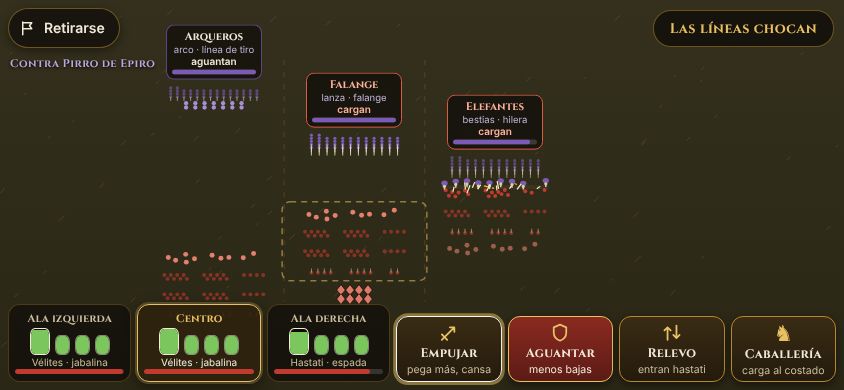 Retirarse
Contra Pirro de Epiro
Las líneas chocan
Arqueros
arco · línea de tiro
aguantan
Falange
lanza · falange
cargan
Elefantes
bestias · hilera
cargan
Ala izquierda
Vélites · jabalina
Centro
Vélites · jabalina
Ala derecha
Hastati · espada
Empujar
pega más, cansa
Aguantar
menos bajas
Relevo
entran hastati
Caballería
carga al costado